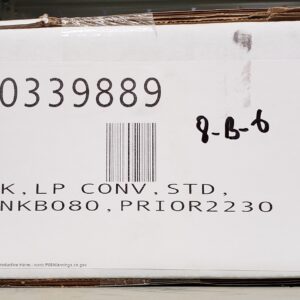 0339889
8-B-6
K,LP CONV,STD,
NKB080,PRIOR2230